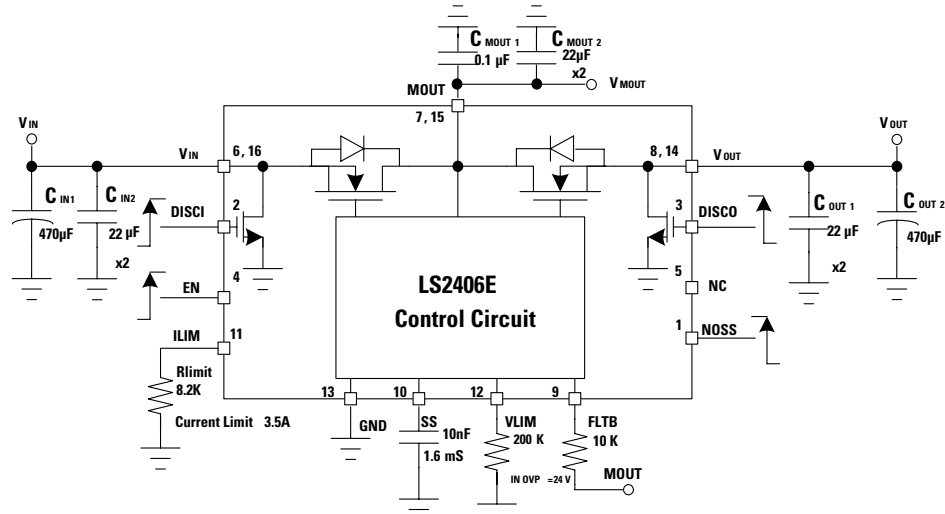 C MOUT 1
0.1 µF
C MOUT 2
22µF
x2
V MOUT
MOUT
7, 15
V IN
V IN
6 , 16
8, 14
V OUT
V OUT
C IN1
470µF
C IN2
22 µF
x2
DISCI
2
3
DISCO
C OUT 1
22 µF
x2
C OUT 2
470µF
4
EN
5
NC
LS2406E
Control Circuit
11
ILIM
1
NOSS
Rlimit
8.2K
Current Limit 3.5A
13
GND
10
SS
10nF
1.6 mS
12
VLIM
200 K
IN OVP =24 V
9
FLTB
10 K
MOUT